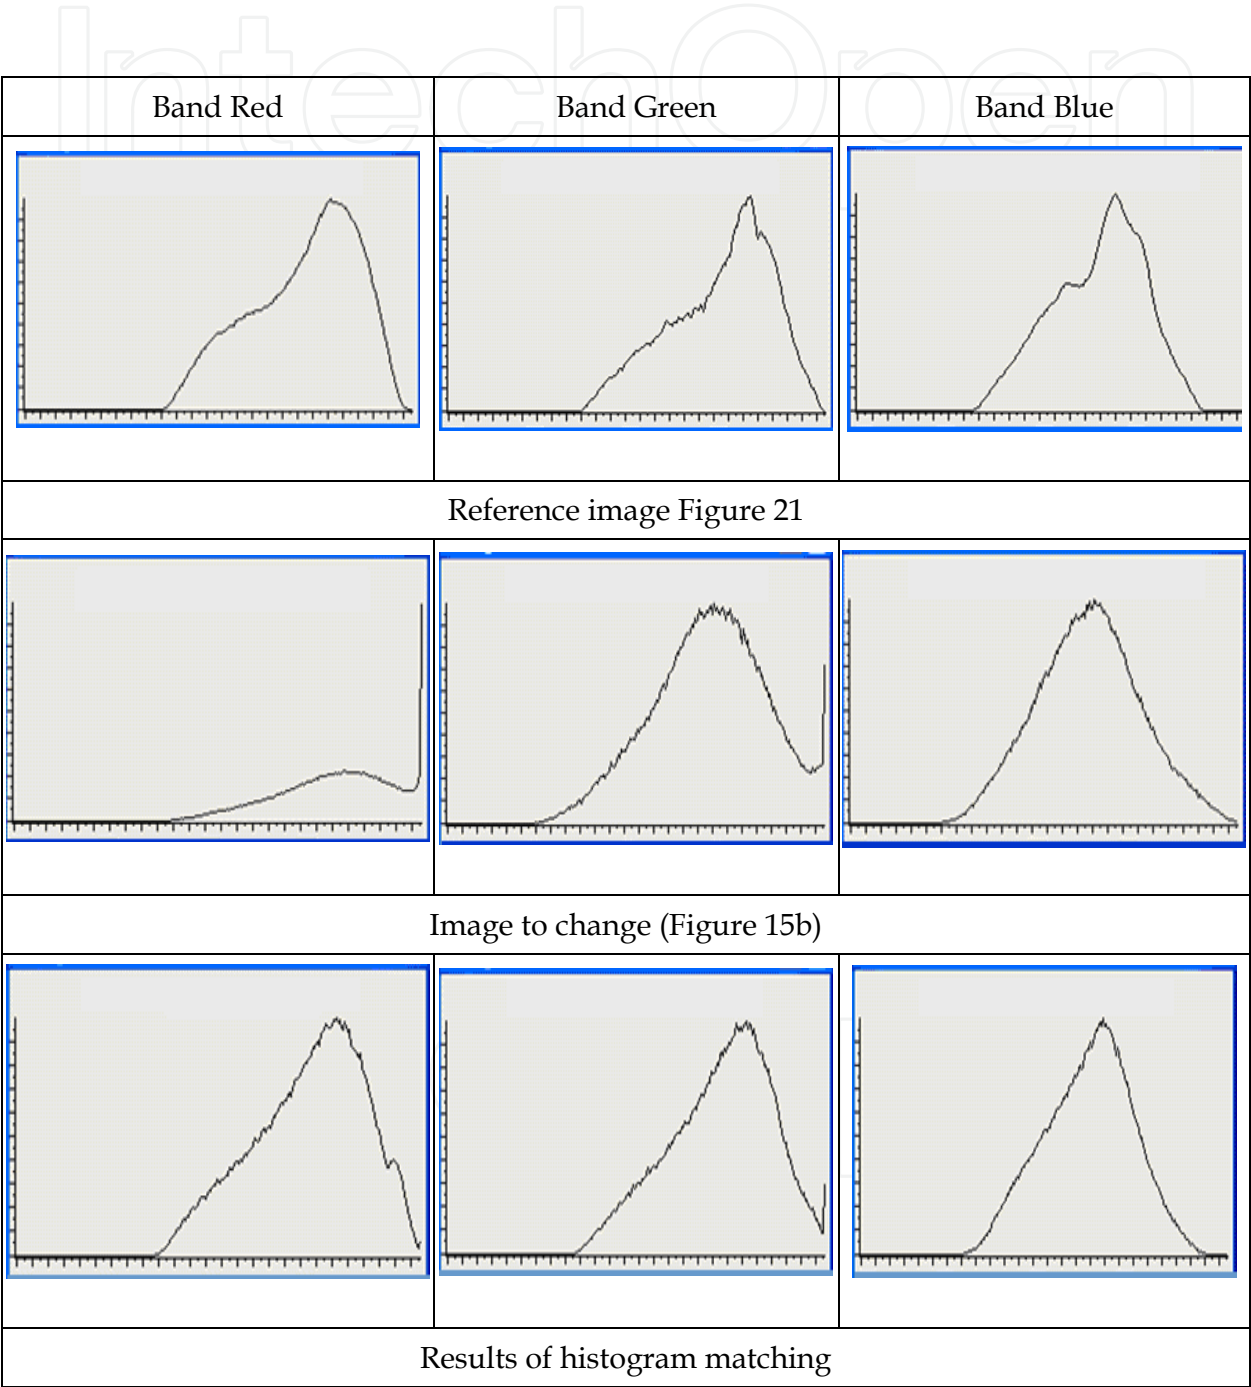 IntechOpen
Band Red Band Green Band Blue
Reference image Figure 21
Image to change (Figure 15b)
Results of histogram matching